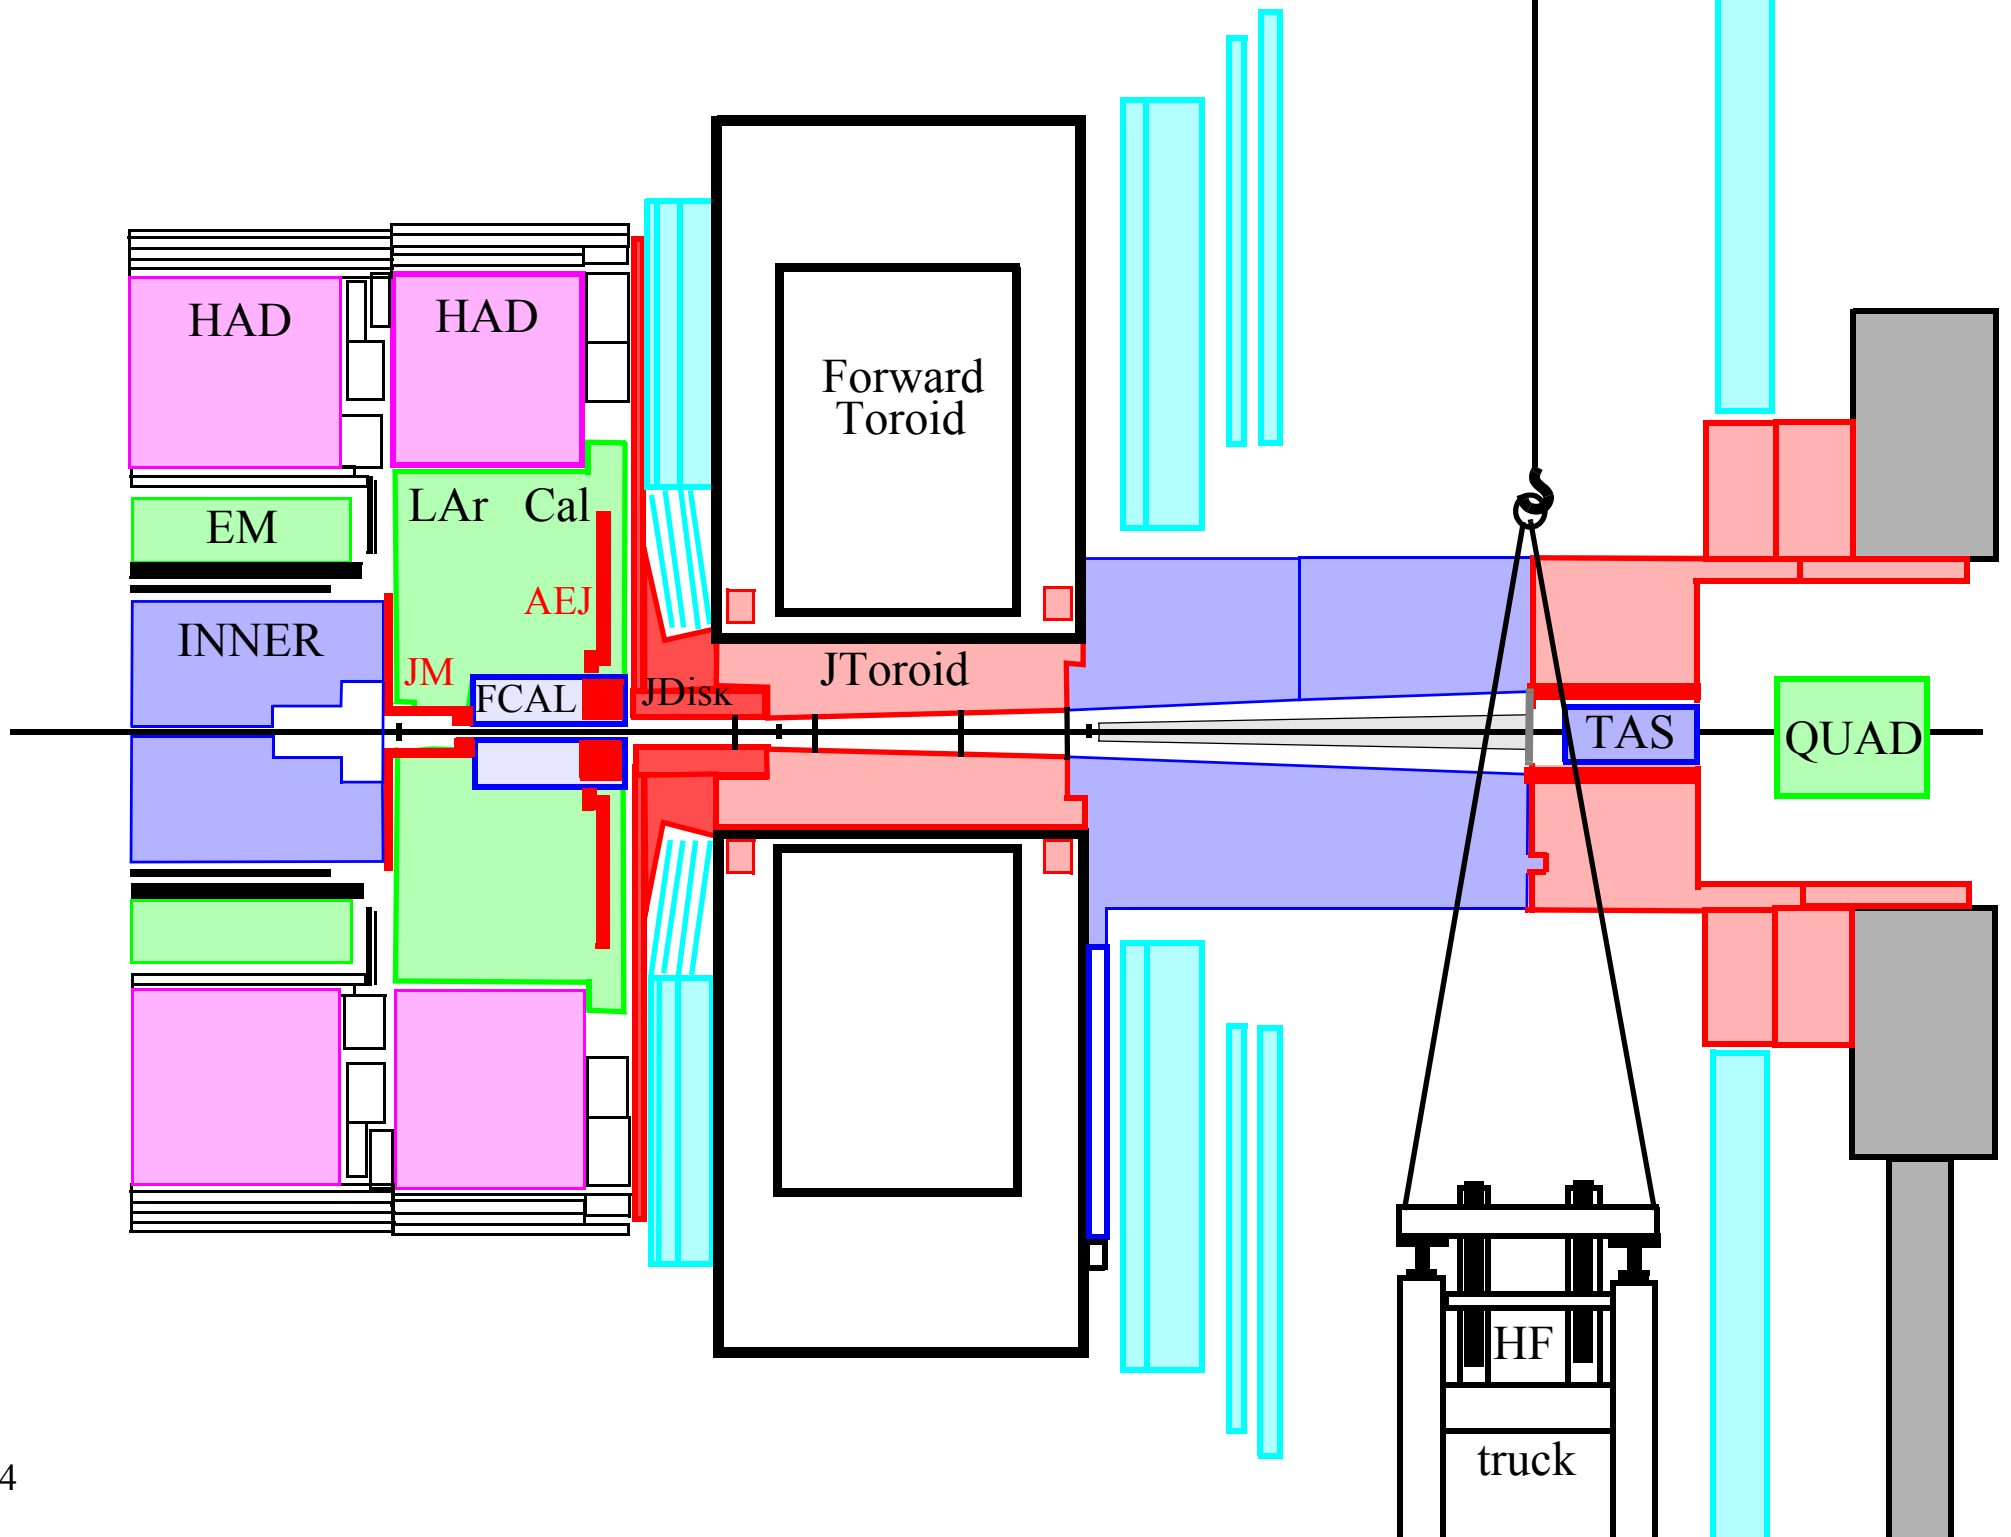 HAD
HAD
Forward
Toroid
LAr Cal
EM
AEJ
INNER
JM
JToroid
FCAL
JDisk
TAS
QUAD
HF
truck
4